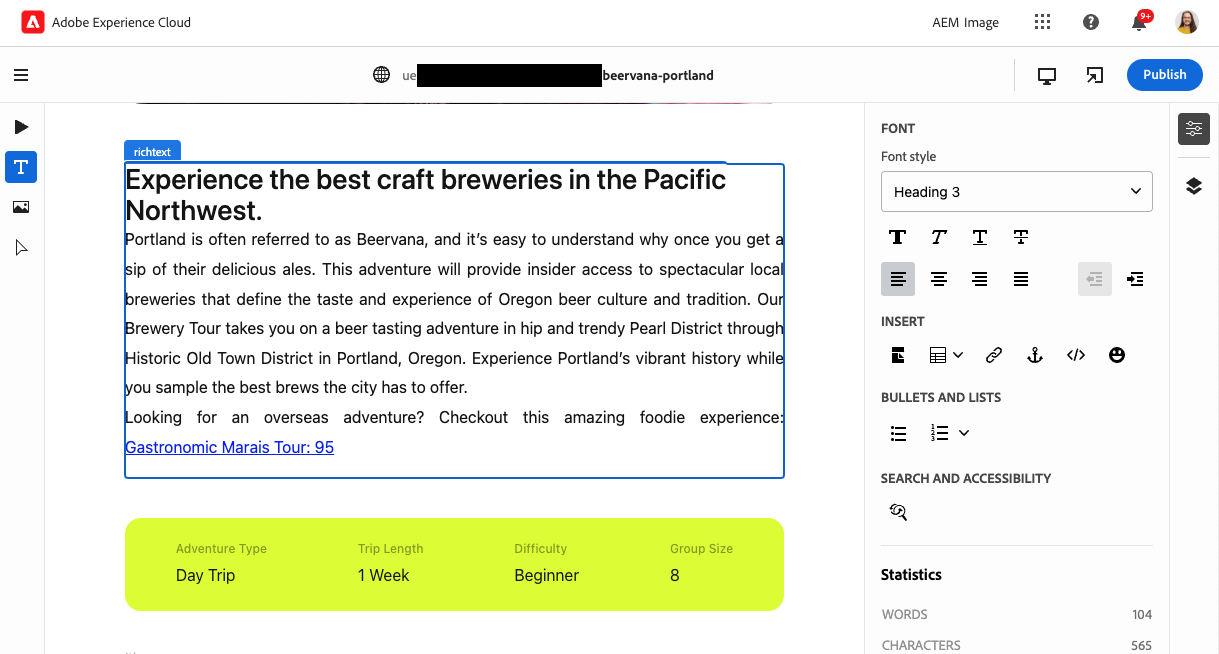 Adobe Experience Cloud
AEM Image
9+
ue
beervana-portland
Publish
richtext
Experience the best craft breweries in the Pacific
Northwest.
Portland is often referred to as Beervana, and it’s easy to understand why once you get a
sip of their delicious ales. This adventure will provide insider access to spectacular local
breweries that define the taste and experience of Oregon beer culture and tradition. Our
Brewery Tour takes you on a beer tasting adventure in hip and trendy Pearl District through
Historic Old Town District in Portland, Oregon. Experience Portland’s vibrant history while
you sample the best brews the city has to offer.
Looking for an overseas adventure? Checkout this amazing foodie experience:
Gastronomic Marais Tour: 95
Adventure Type
Trip Length
Difficulty
Group Size
Day Trip
1 Week
Beginner
8
FONT
Font style
Heading 3
INSERT
BULLETS AND LISTS
SEARCH AND ACCESSIBILITY
Statistics
WORDS 104
CHARACTERS 565